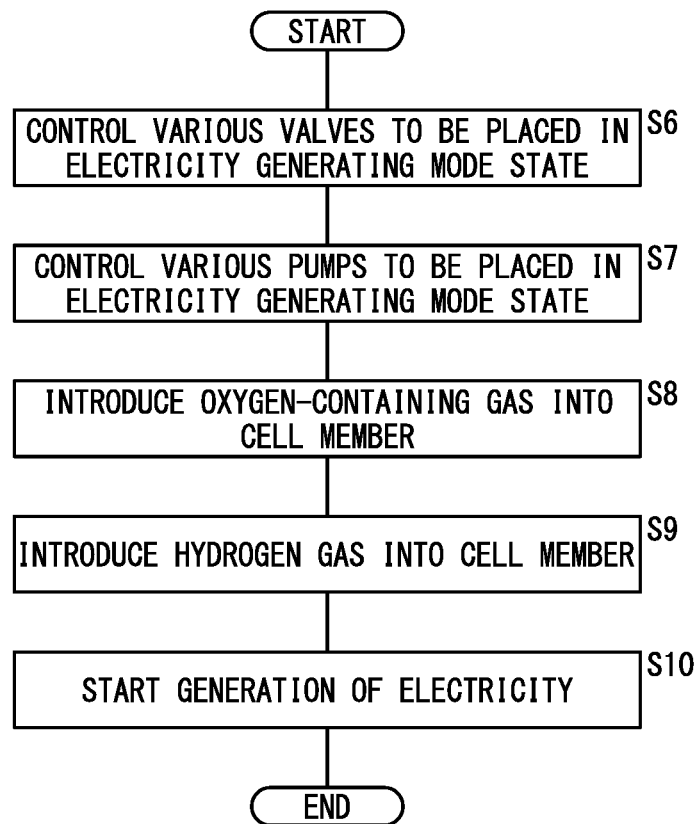 START
CONTROL VARIOUS VALVES TO BE PLACED IN
ELECTRICITY GENERATING MODE STATE
S6
CONTROL VARIOUS PUMPS TO BE PLACED IN
ELECTRICITY GENERATING MODE STATE
S7
INTRODUCE OXYGEN-CONTAINING GAS INTO
CELL MEMBER
S8
INTRODUCE HYDROGEN GAS INTO CELL MEMBER
S9
START GENERATION OF ELECTRICITY
S10
END